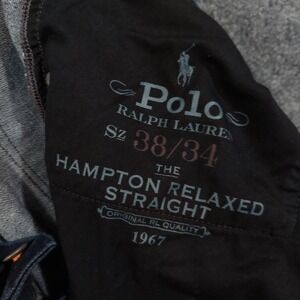 Polo
RALPH LAUREN
Sz 38/34
THE
HAMPTON RELAXED
STRAIGHT
ORIGINAL RL QUALITY
1967